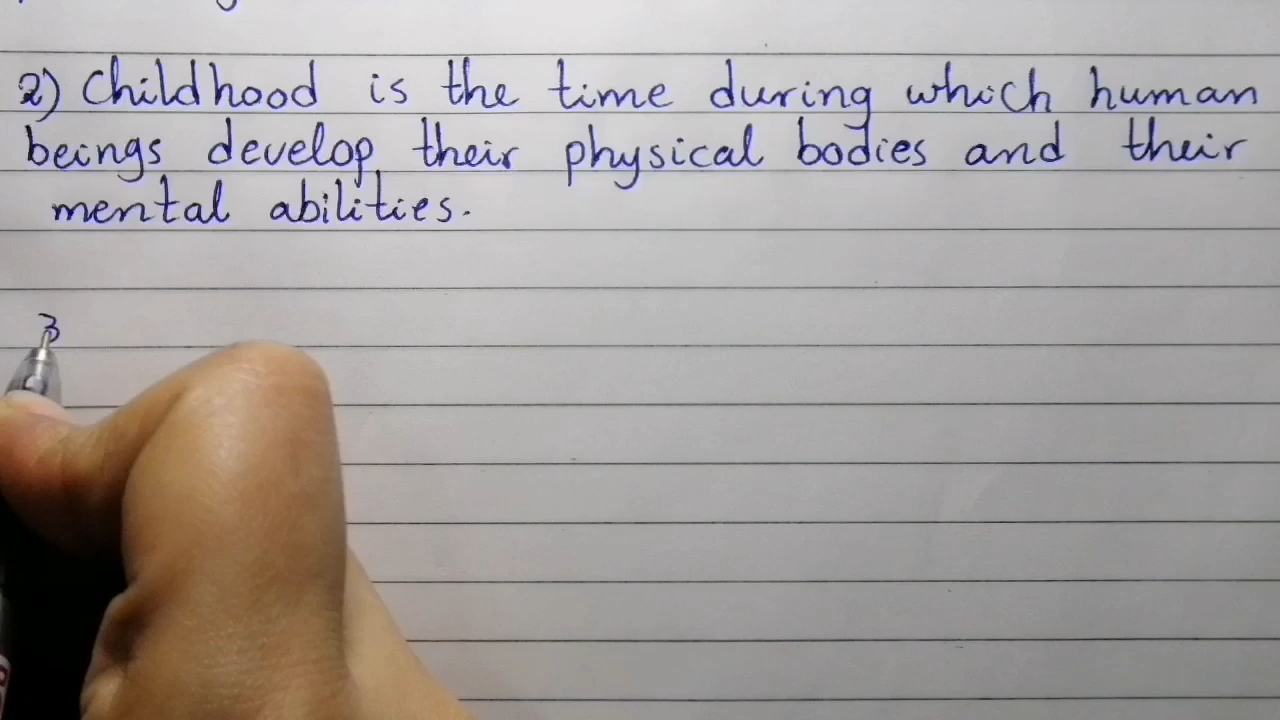 2) Childhood is the time during which human
beings develop their physical bodies and their
mental abilities.
3